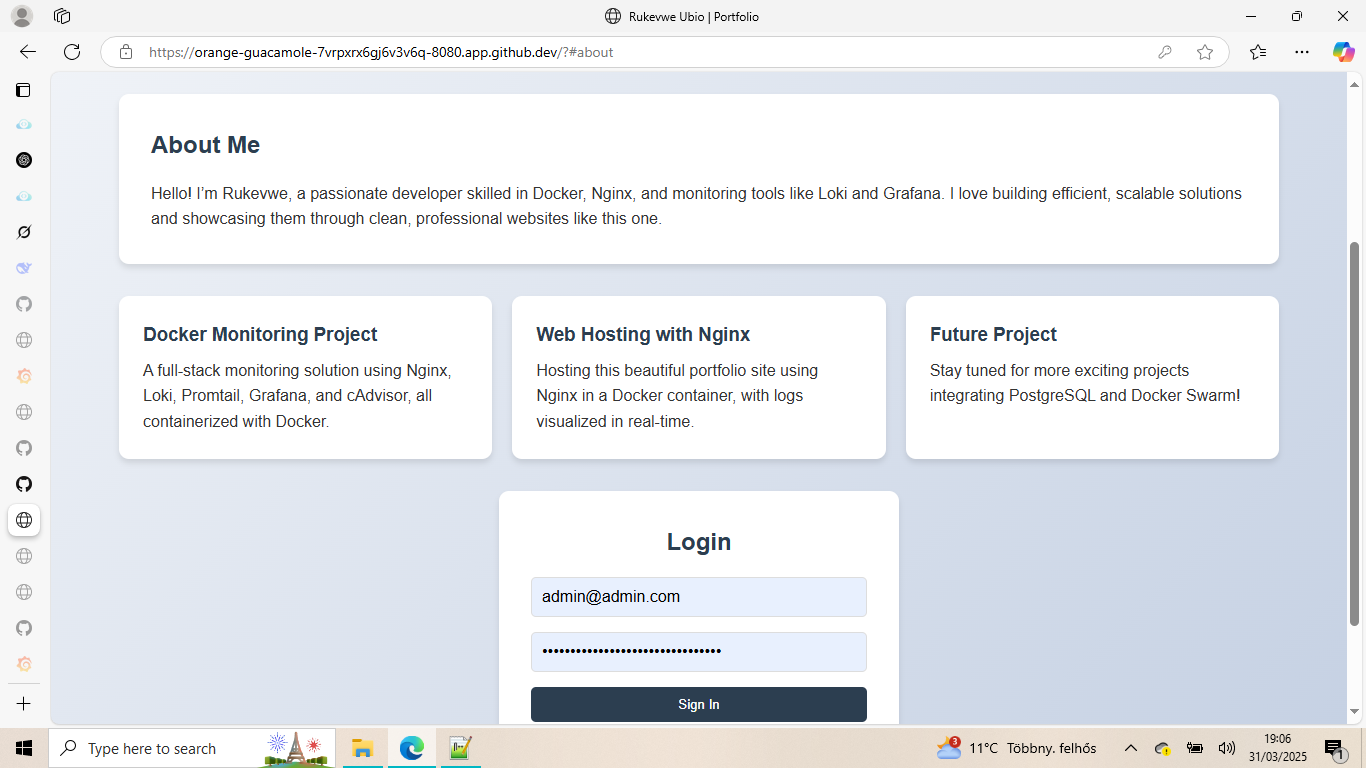 Rukevwe Ubio | Portfolio
https://orange-guacamole-7vrpxrx6gj6v3v6q-8080.app.github.dev/?#about
About Me
Hello! I’m Rukevwe, a passionate developer skilled in Docker, Nginx, and monitoring tools like Loki and Grafana. I love building efficient, scalable solutions
and showcasing them through clean, professional websites like this one.
Docker Monitoring Project
A full-stack monitoring solution using Nginx,
Loki, Promtail, Grafana, and cAdvisor, all
containerized with Docker.
Web Hosting with Nginx
Hosting this beautiful portfolio site using
Nginx in a Docker container, with logs
visualized in real-time.
Future Project
Stay tuned for more exciting projects
integrating PostgreSQL and Docker Swarm!
Login
admin@admin.com
••••••••••••••••••••••••••••••••
Sign In
Type here to search
3
11°C Többny. felhős
19:06
31/03/2025
1